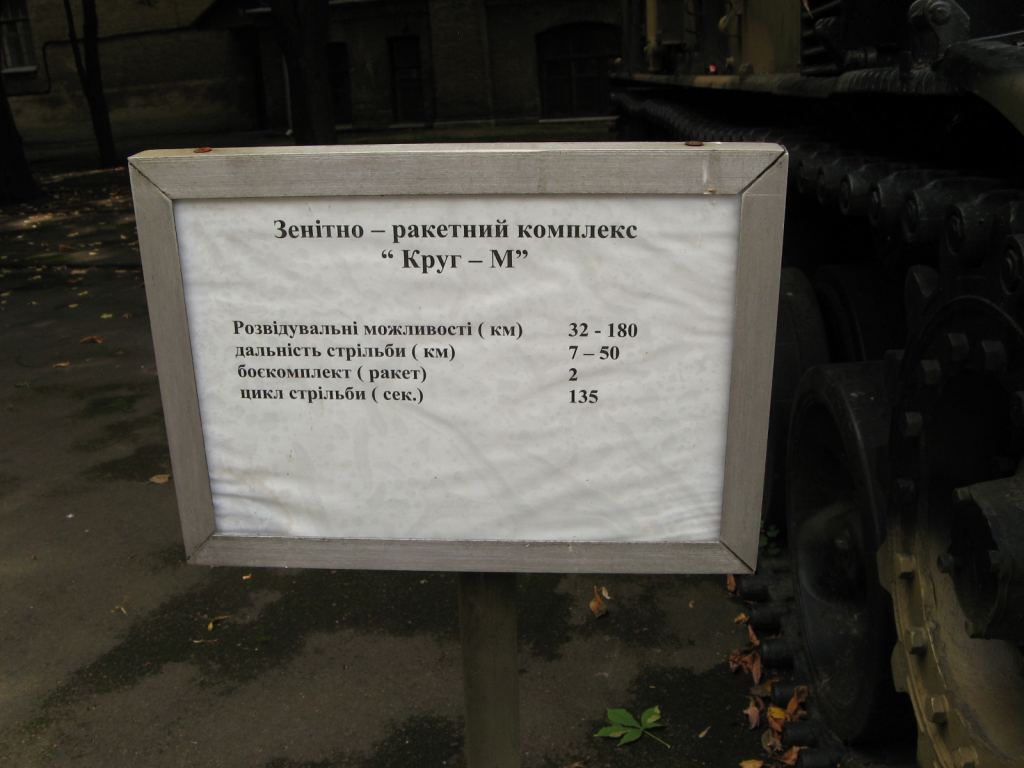 Зенітно – ракетний комплекс
“ Круг – М”
Розвідувальні можливості ( км) 32 - 180
дальність стрільби ( км) 7 – 50
боєкомплект ( ракет) 2
цикл стрільби ( сек.) 135